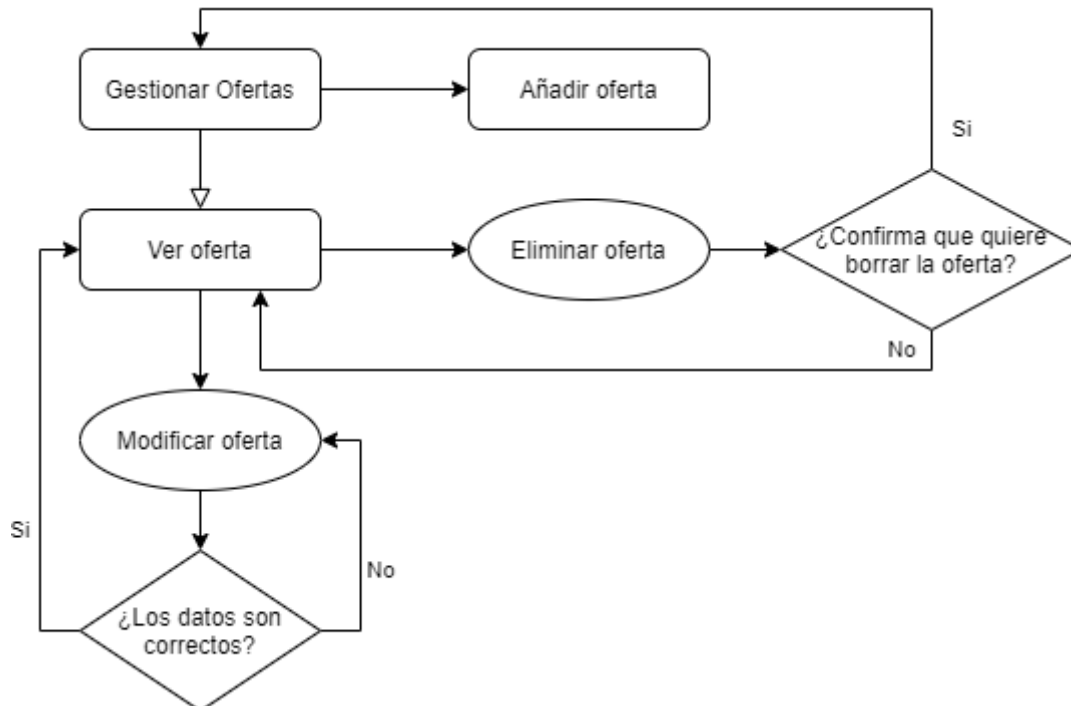 Gestionar Ofertas
Añadir oferta
Si
Ver oferta
Eliminar oferta
¿Confirma que quiere
borrar la oferta?
No
Modificar oferta
Si
No
¿Los datos son
correctos?